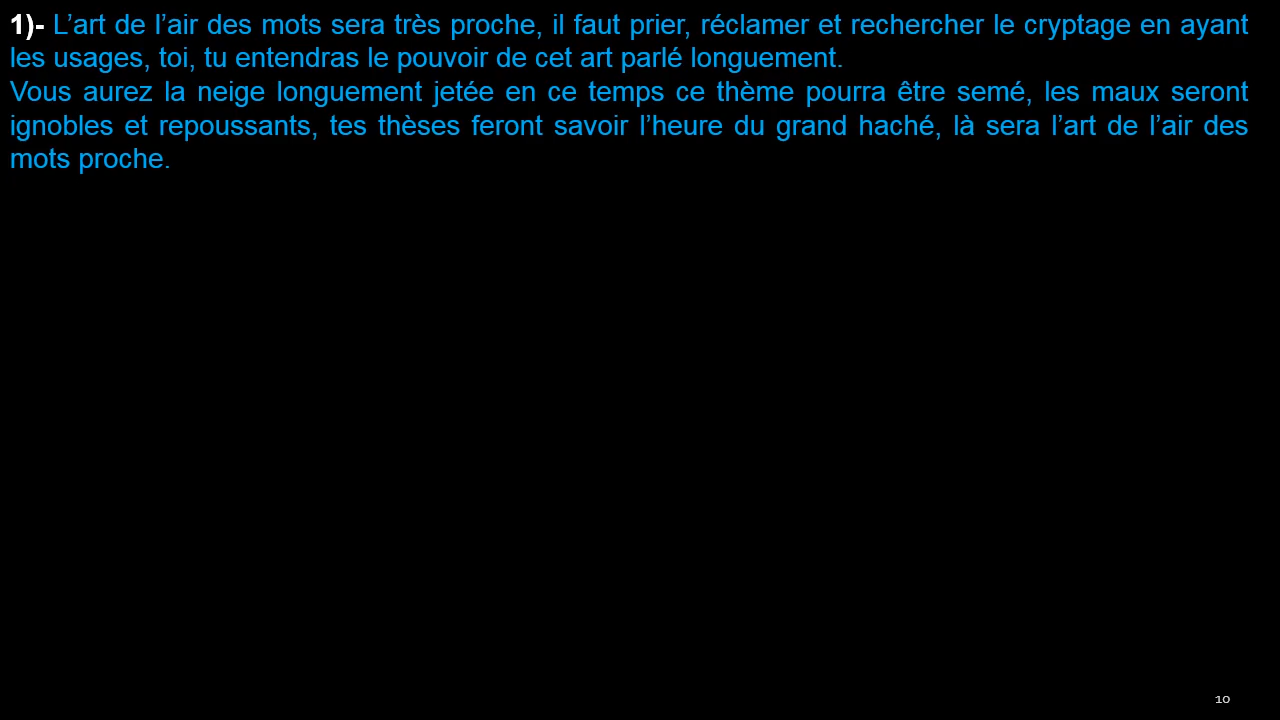 1)- L’art de l’air des mots sera très proche, il faut prier, réclamer et rechercher le cryptage en ayant
les usages, toi, tu entendras le pouvoir de cet art parlé longuement.
Vous aurez la neige longuement jetée en ce temps ce thème pourra être semé, les maux seront
ignobles et repoussants, tes thèses feront savoir l’heure du grand haché, là sera l’art de l’air des
mots proche.
10